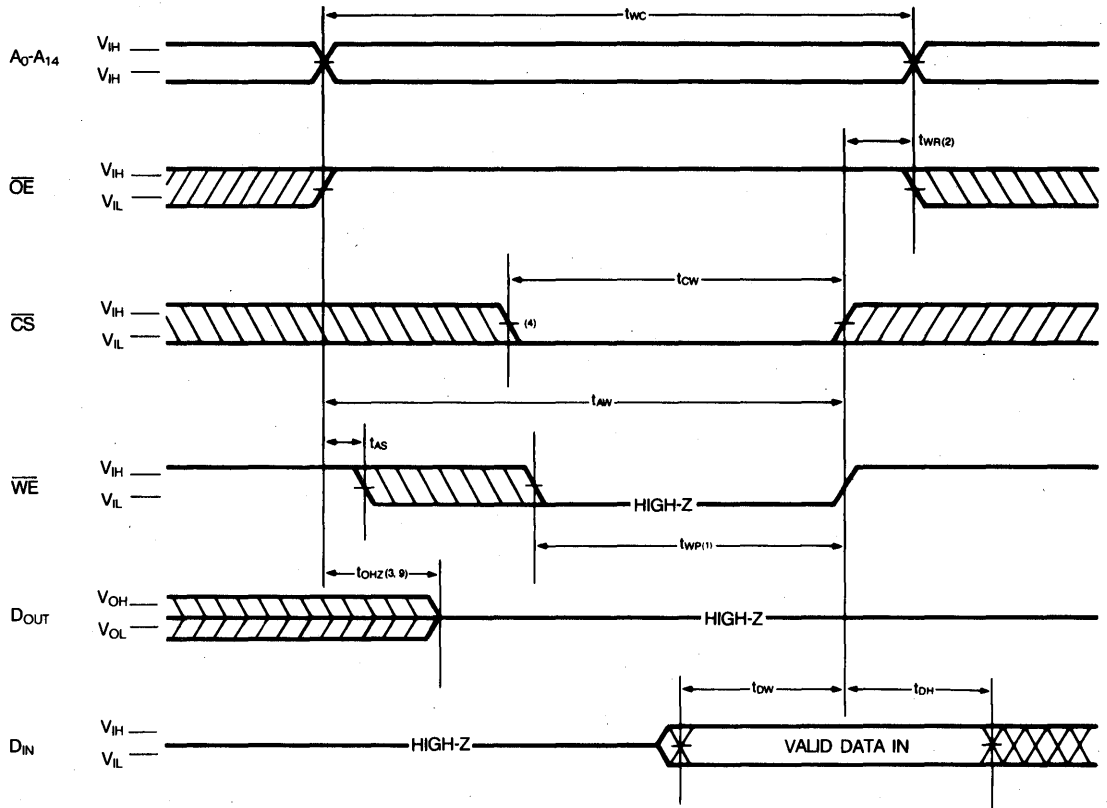 tWC
A0-A14
VIH
VIH
tWR(2)
OE
VIH
VIL
tCW
CS
VIH
VIL
(4)
tAW
tAS
WE
VIH
VIL
HIGH-Z
tWP(1)
tOHZ(3, 9)
DOUT
VOH
VOL
HIGH-Z
tDW
tDH
DIN
VIH
VIL
HIGH-Z
VALID DATA IN